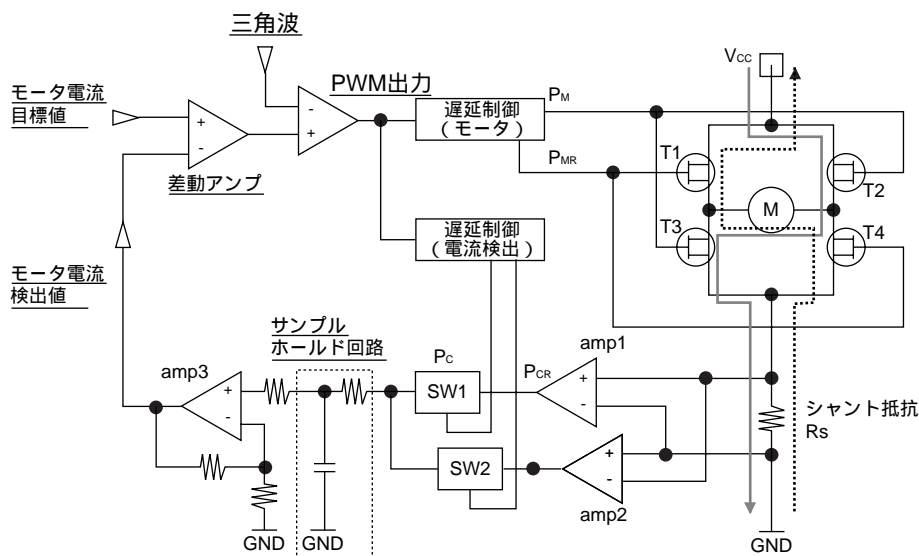 三角波
モータ電流
目標値
PWM出力
遅延制御
(モータ)
PM
PMR
VCC
T1
T2
M
T3
T4
差動アンプ
遅延制御
(電流検出)
モータ電流
検出値
サンプル
ホールド回路
PC
PCR
amp1
amp3
SW1
シャント抵抗
Rs
SW2
amp2
GND
GND
GND
+
-
-
+
+
-
+
-
+
-